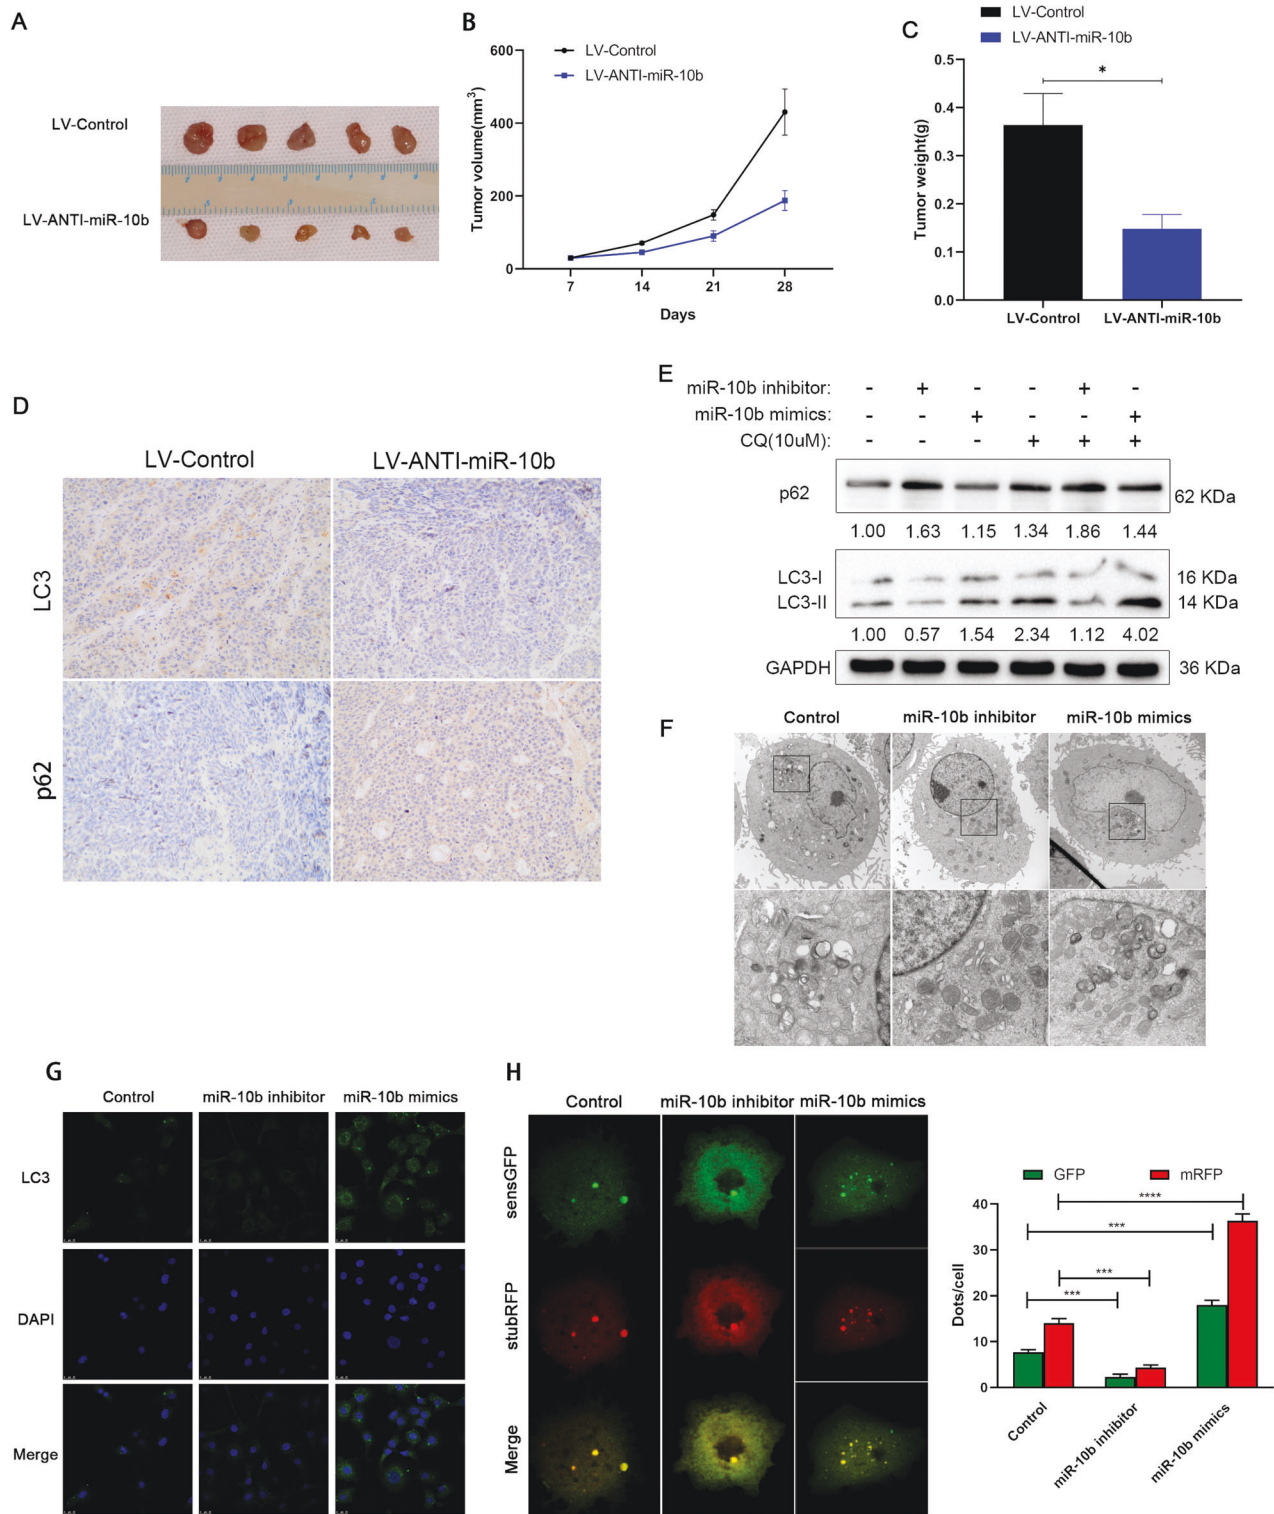 A
LV-Control
LV-ANTI-miR-10b
B
LV-Control
LV-ANTI-miR-10b
Tumor volume(mm³)
600
400
200
0
7 14 21 28
Days
C
LV-Control
LV-ANTI-miR-10b
Tumor weight(g)
0.5
0.4
0.3
0.2
0.1
0.0
*
LV-Control LV-ANTI-miR-10b
D
LV-Control LV-ANTI-miR-10b
LC3
p62
E
miR-10b inhibitor: - + - - + -
miR-10b mimics: - - + - - +
CQ(10uM): - - - + + +
p62 62 KDa
1.00 1.63 1.15 1.34 1.86 1.44
LC3-I 16 KDa
LC3-II 14 KDa
1.00 0.57 1.54 2.34 1.12 4.02
GAPDH 36 KDa
F
Control miR-10b inhibitor miR-10b mimics
G
Control miR-10b inhibitor miR-10b mimics
LC3
DAPI
Merge
H
Control miR-10b inhibitor miR-10b mimics
sensGFP
stubRFP
Merge
GFP mRFP
Dots/cell
40
30
20
10
0
****
***
***
***
Control
miR-10b inhibitor
miR-10b mimics